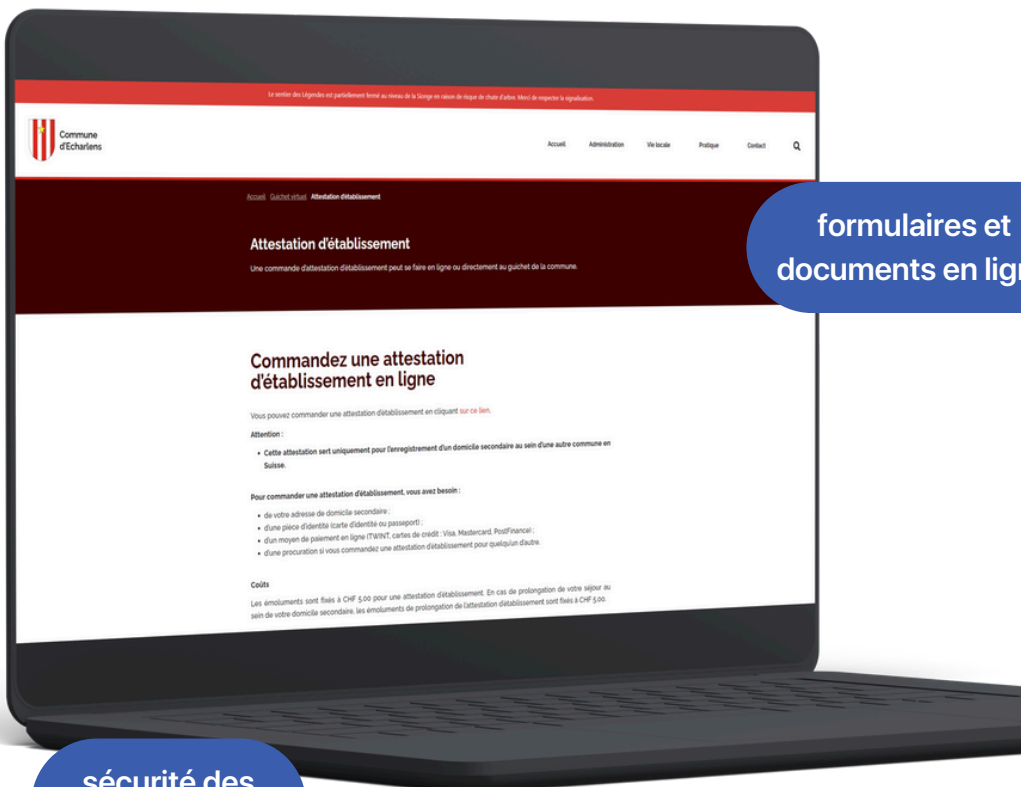 Le sentier des Légendes est partiellement fermé au niveau de la Sionge en raison de risque de chute d'arbre. Merci de respecter la signalisation.
Commune
d'Echarlens
Accueil Administration Vie locale Pratique Contact
Accueil Guichet virtuel Attestation d'établissement
Attestation d'établissement
Une commande d'attestation d'établissement peut se faire en ligne ou directement au guichet de la commune.
formulaires et
documents en lign
Commandez une attestation
d'établissement en ligne
Vous pouvez commander une attestation d'établissement en cliquant sur ce lien.
Attention :
• Cette attestation sert uniquement pour l'enregistrement d'un domicile secondaire au sein d'une autre commune en
Suisse.
Pour commander une attestation d'établissement, vous avez besoin :
• de votre adresse de domicile secondaire ;
• d'une pièce d'identité (carte d'identité ou passeport) ;
• d'un moyen de paiement en ligne (TWINT, cartes de crédit : Visa, Mastercard, PostFinance) ;
• d'une procuration si vous commandez une attestation d'établissement pour quelqu'un d'autre.
Coûts
Les émoluments sont fixés à CHF 5.00 pour une attestation d'établissement. En cas de prolongation de votre séjour au
sein de votre domicile secondaire, les émoluments de prolongation de l'attestation d'établissement sont fixés à CHF 5.00.
sécurité des